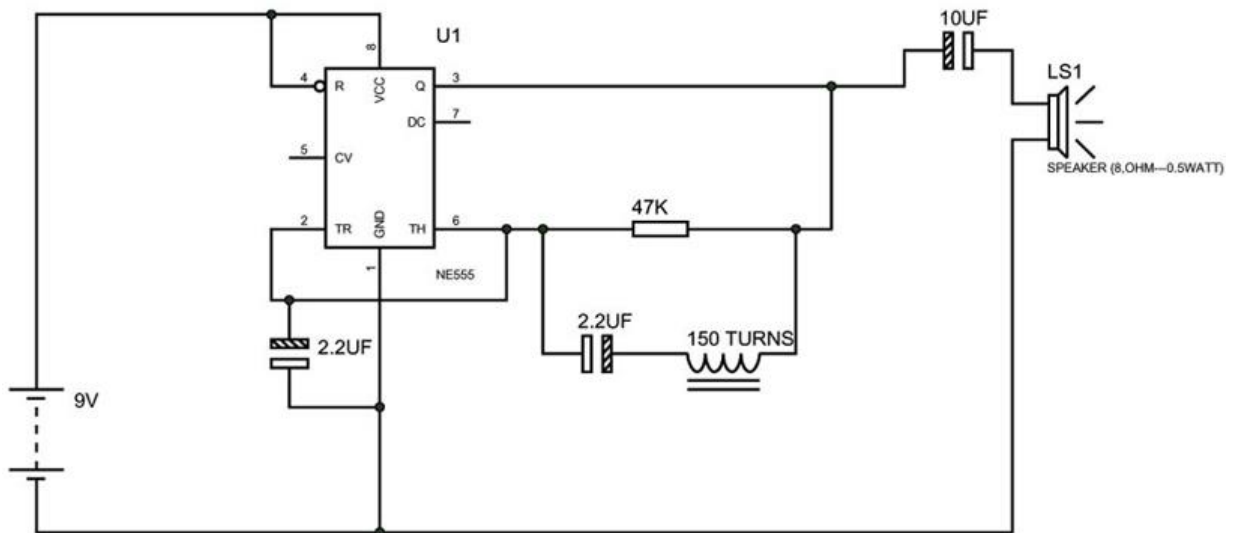 10UF
U1
LS1
8
VCC
4
R
Q
3
DC
7
5
CV
SPEAKER (8,OHM---0.5WATT)
47K
2
TR
GND
TH
6
1
NE555
2.2UF
2.2UF
150 TURNS
9V